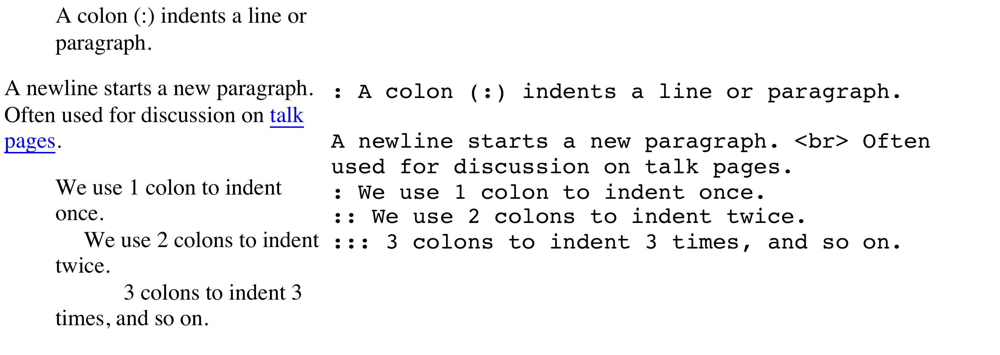 A colon (:) indents a line or
paragraph.
A newline starts a new paragraph.
Often used for discussion on talk
pages.
We use 1 colon to indent
once.
We use 2 colons to indent
twice.
3 colons to indent 3
times, and so on.
: A colon (:) indents a line or paragraph.
A newline starts a new paragraph. <br> Often
used for discussion on talk pages.
: We use 1 colon to indent once.
:: We use 2 colons to indent twice.
::: 3 colons to indent 3 times, and so on.